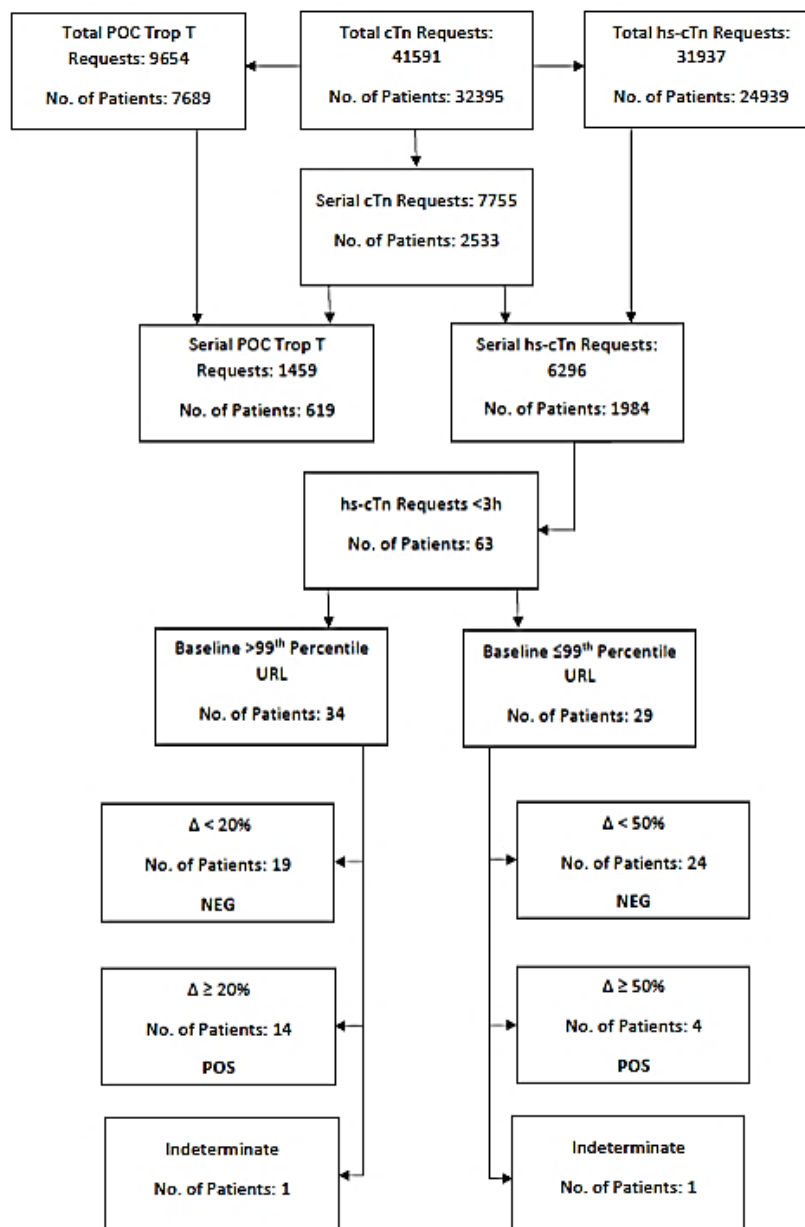 Total POC Trop T
Requests: 9654
No. of Patients: 7689
Total cTn Requests:
41591
No. of Patients: 32395
Total hs-cTn Requests:
31937
No. of Patients: 24939
Serial cTn Requests: 7755
No. of Patients: 2533
Serial POC Trop T
Requests: 1459
No. of Patients: 619
Serial hs-cTn Requests:
6296
No. of Patients: 1984
hs-cTn Requests <3h
No. of Patients: 63
Baseline >99th Percentile
URL
No. of Patients: 34
Baseline ≤99th Percentile
URL
No. of Patients: 29
Δ < 20%
No. of Patients: 19
NEG
Δ < 50%
No. of Patients: 24
NEG
Δ ≥ 20%
No. of Patients: 14
POS
Δ ≥ 50%
No. of Patients: 4
POS
Indeterminate
No. of Patients: 1
Indeterminate
No. of Patients: 1